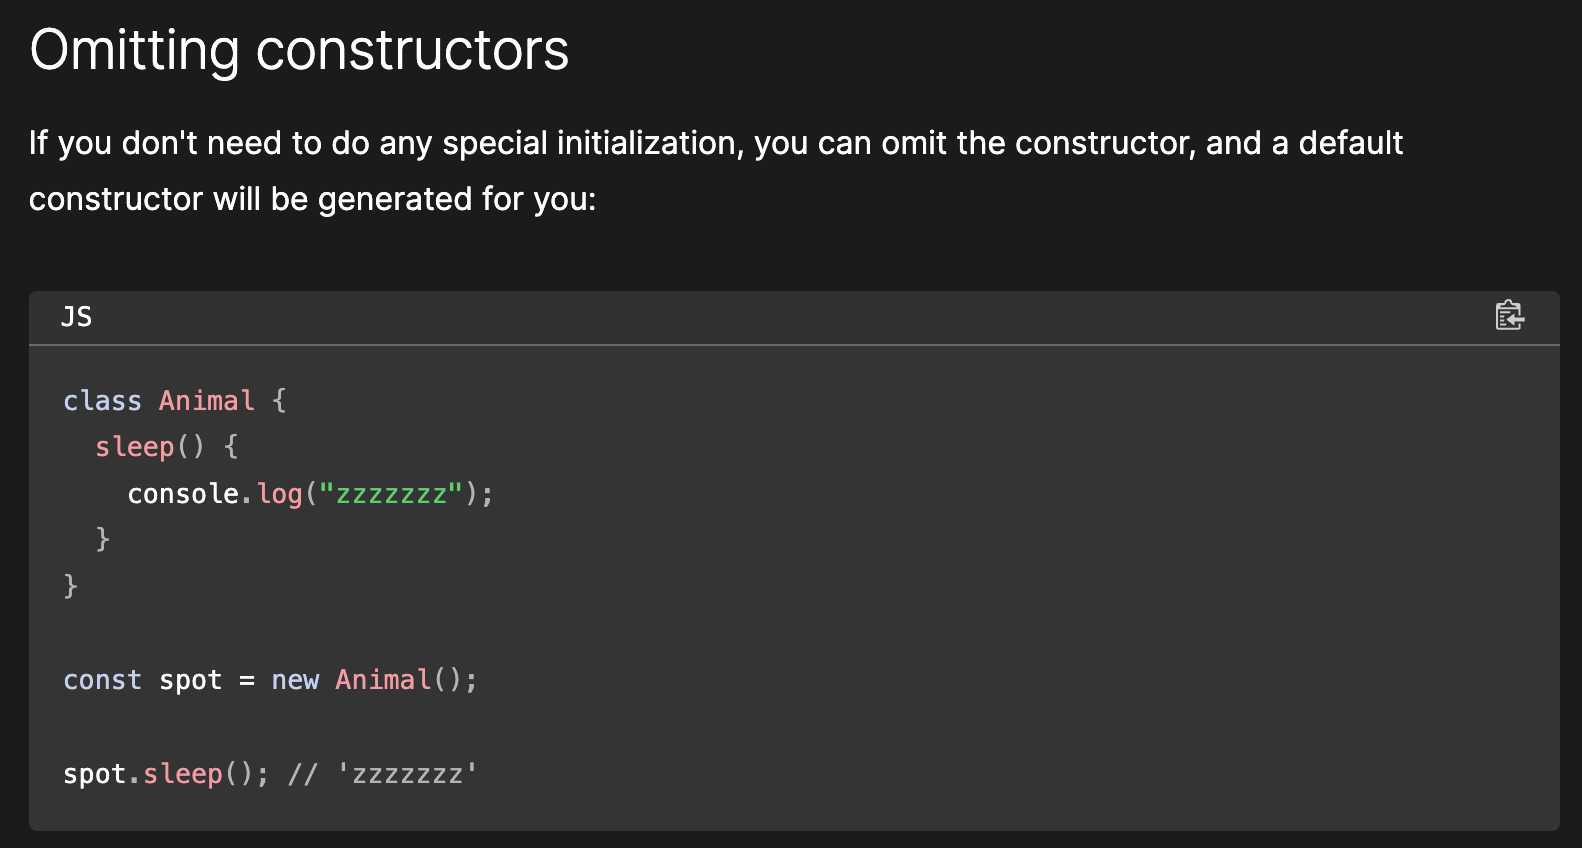 Omitting constructors
If you don't need to do any special initialization, you can omit the constructor, and a default
constructor will be generated for you:
JS
class Animal {
  sleep() {
    console.log("zzzzzzz");
  }
}
const spot = new Animal();
spot.sleep(); // 'zzzzzzz'